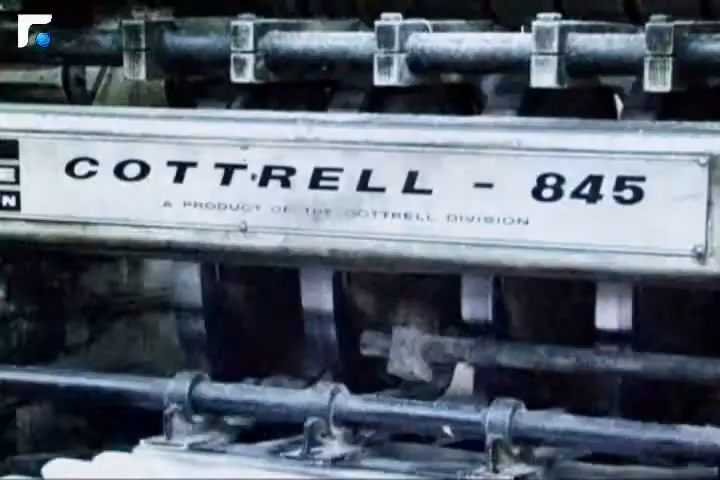 COTTRELL - 845
A PRODUCT OF THE COTTRELL DIVISION
E
N